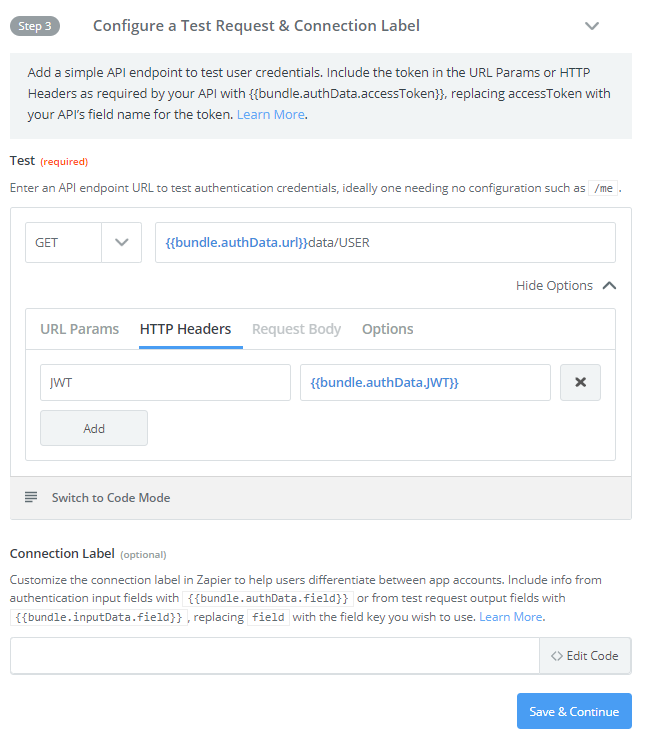 Step 3 Configure a Test Request & Connection Label
Add a simple API endpoint to test user credentials. Include the token in the URL Params or HTTP
Headers as required by your API with {{bundle.authData.accessToken}}, replacing accessToken with
your API's field name for the token. Learn More.
Test (required)
Enter an API endpoint URL to test authentication credentials, ideally one needing no configuration such as /me .
GET {{bundle.authData.url}}data/USER
Hide Options
URL Params HTTP Headers Request Body Options
JWT {{bundle.authData.JWT}}
Add
Switch to Code Mode
Connection Label (optional)
Customize the connection label in Zapier to help users differentiate between app accounts. Include info from
authentication input fields with {{bundle.authData.field}} or from test request output fields with
{{bundle.inputData.field}} , replacing field with the field key you wish to use. Learn More.
<> Edit Code
Save & Continue